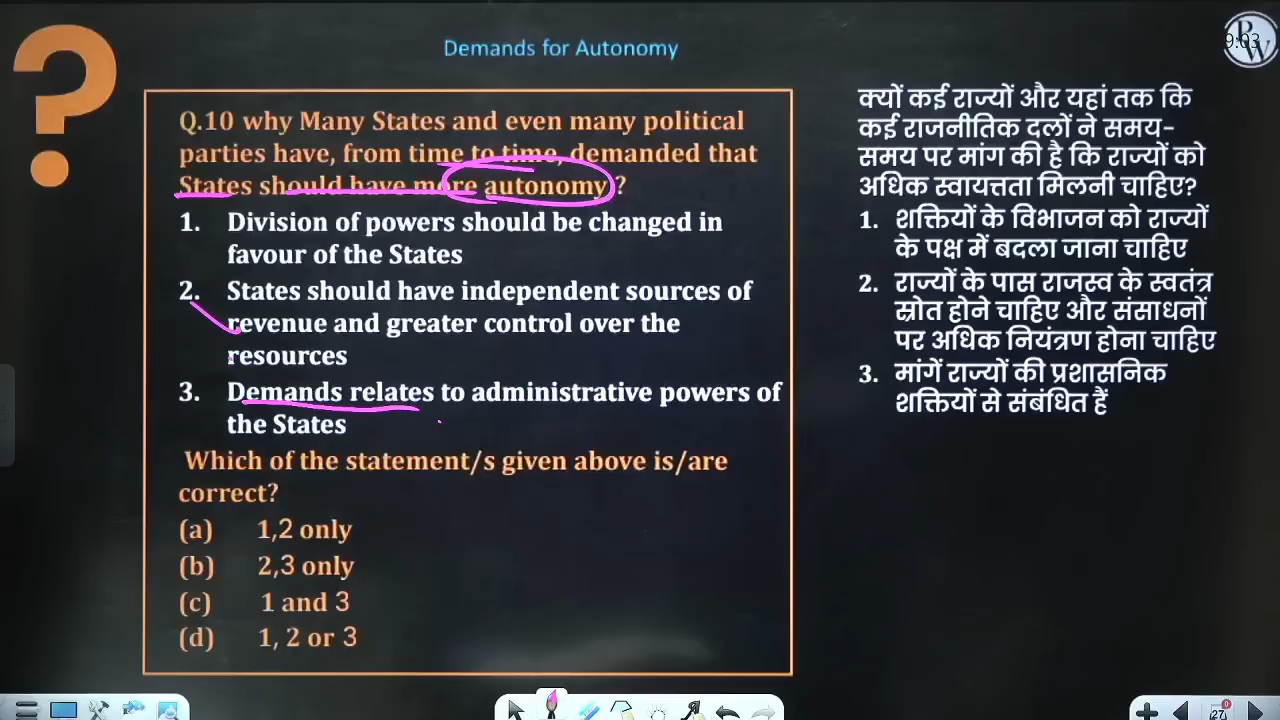 Demands for Autonomy
Q.10 why Many States and even many political
parties have, from time to time, demanded that
States should have more autonomy ?
1. Division of powers should be changed in
favour of the States
2. States should have independent sources of
revenue and greater control over the
resources
3. Demands relates to administrative powers of
the States
Which of the statement/s given above is/are
correct?
(a) 1,2 only
(b) 2,3 only
(c) 1 and 3
(d) 1, 2 or 3
क्यों कई राज्यों और यहां तक कि
कई राजनीतिक दलों ने समय-
समय पर मांग की है कि राज्यों को
अधिक स्वायत्तता मिलनी चाहिए?
1. शक्तियों के विभाजन को राज्यों
के पक्ष में बदला जाना चाहिए
2. राज्यों के पास राजस्व के स्वतंत्र
स्रोत होने चाहिए और संसाधनों
पर अधिक नियंत्रण होना चाहिए
3. मांगें राज्यों की प्रशासनिक
शक्तियों से संबंधित हैं
27